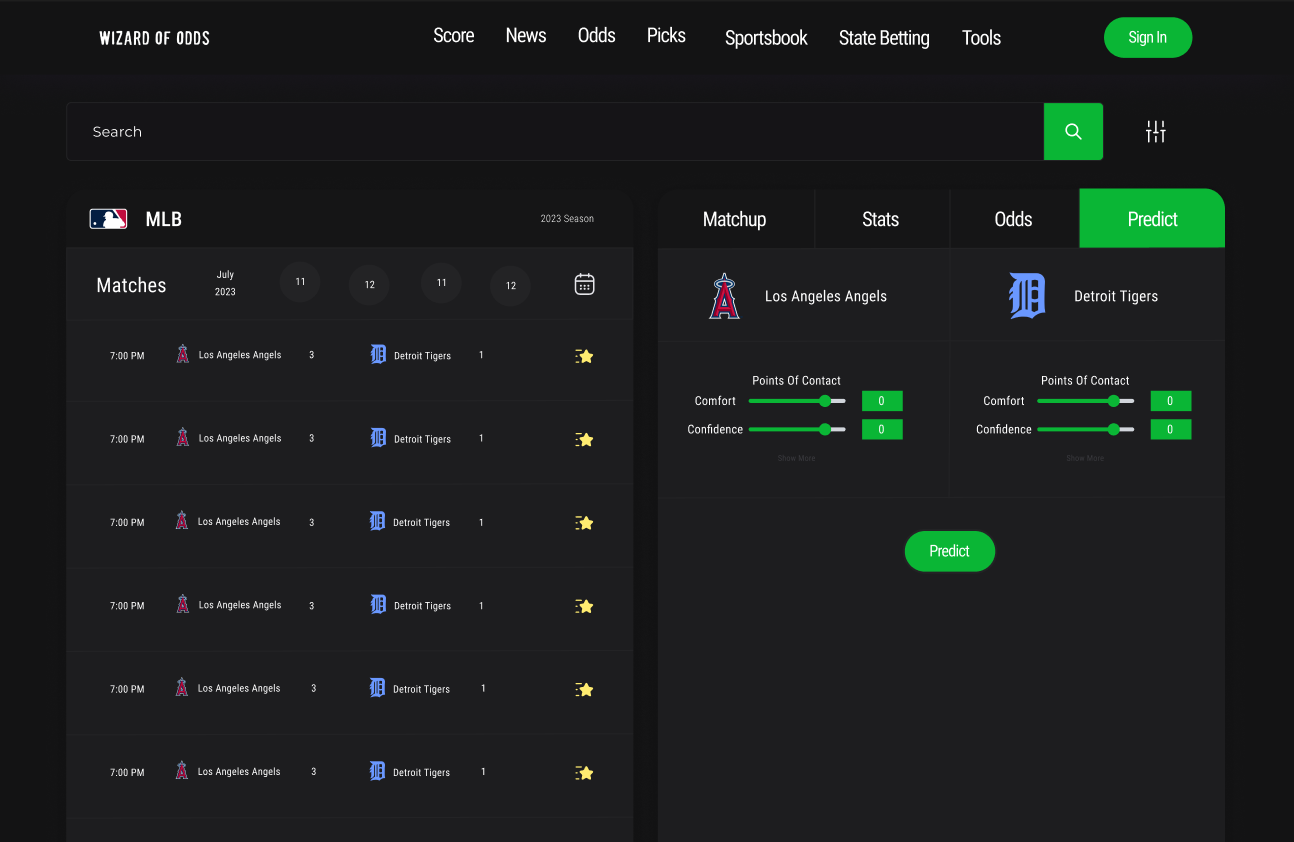 WIZARD OF ODDS
Score News Odds Picks Sportsbook State Betting Tools
Sign In
Search
MLB
2023 Season
Matches
July
2023
11 12 11 12
7:00 PM Los Angeles Angels 3 Detroit Tigers 1
7:00 PM Los Angeles Angels 3 Detroit Tigers 1
7:00 PM Los Angeles Angels 3 Detroit Tigers 1
7:00 PM Los Angeles Angels 3 Detroit Tigers 1
7:00 PM Los Angeles Angels 3 Detroit Tigers 1
7:00 PM Los Angeles Angels 3 Detroit Tigers 1
Matchup Stats Odds Predict
Los Angeles Angels
Detroit Tigers
Points Of Contact
Comfort 0
Confidence 0
Show More
Points Of Contact
Comfort 0
Confidence 0
Show More
Predict